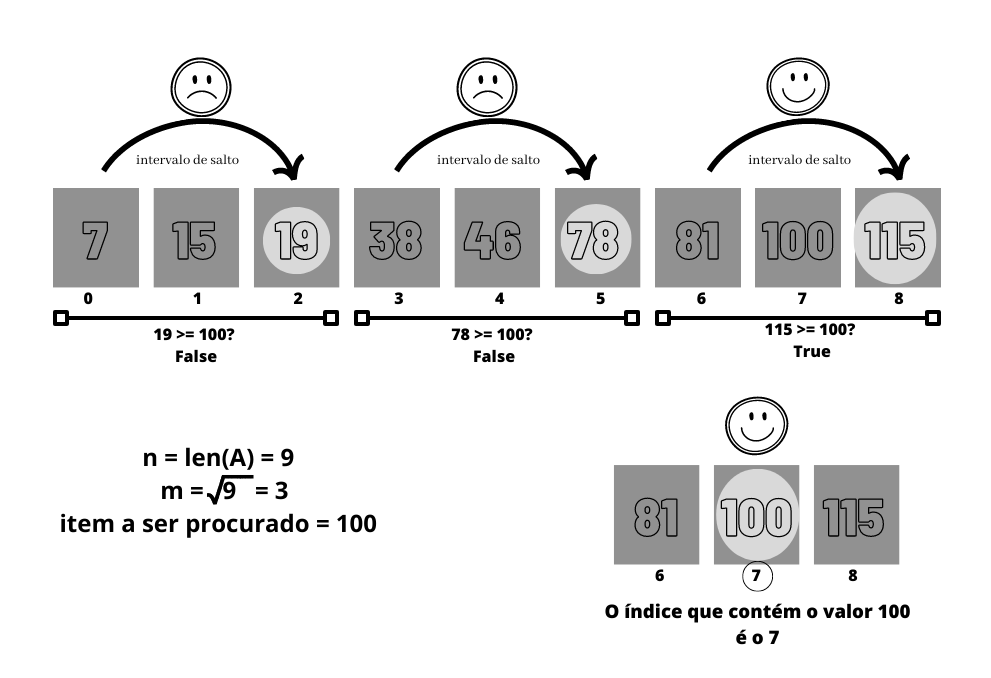 intervalo de salto intervalo de salto intervalo de salto
7 15 19 38 46 78 81 100 115
0 1 2 3 4 5 6 7 8
19 >= 100? 78 >= 100? 115 >= 100?
False False True
n = len(A) = 9
m = √9 = 3
item a ser procurado = 100
81 100 115
6 7 8
O índice que contém o valor 100
é o 7